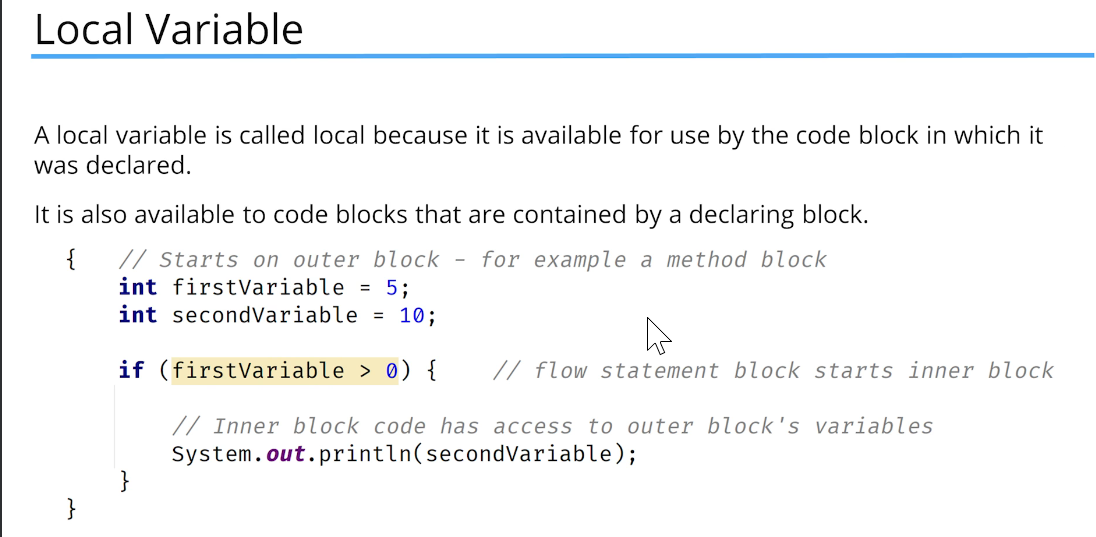 Local Variable
A local variable is called local because it is available for use by the code block in which it
was declared.
It is also available to code blocks that are contained by a declaring block.
{ // Starts on outer block – for example a method block
int firstVariable = 5;
int secondVariable = 10;
if (firstVariable > 0) { // flow statement block starts inner block
// Inner block code has access to outer block's variables
System.out.println(secondVariable);
}
}